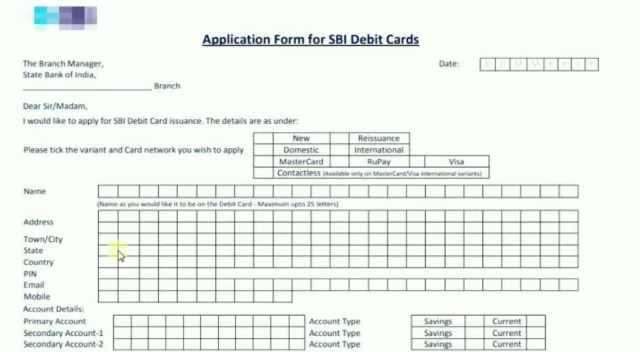 Application Form for SBI Debit Cards
The Branch Manager, Date: D D M M Y Y Y Y
State Bank of India,
____________________________ Branch
Dear Sir/Madam,
I would like to apply for SBI Debit Card issuance. The details are as under:
New Reissuance
Please tick the variant and Card network you wish to apply Domestic International
MasterCard RuPay Visa
Contactless (Available only on MasterCard/Visa International variants)
Name
(Name as you would like it to be on the Debit Card - Maximum upto 25 letters)
Address
Town/City
State
Country
PIN
Email
Mobile
Account Details:
Primary Account Account Type Savings Current
Secondary Account-1 Account Type Savings Current
Secondary Account-2 Account Type Savings Current